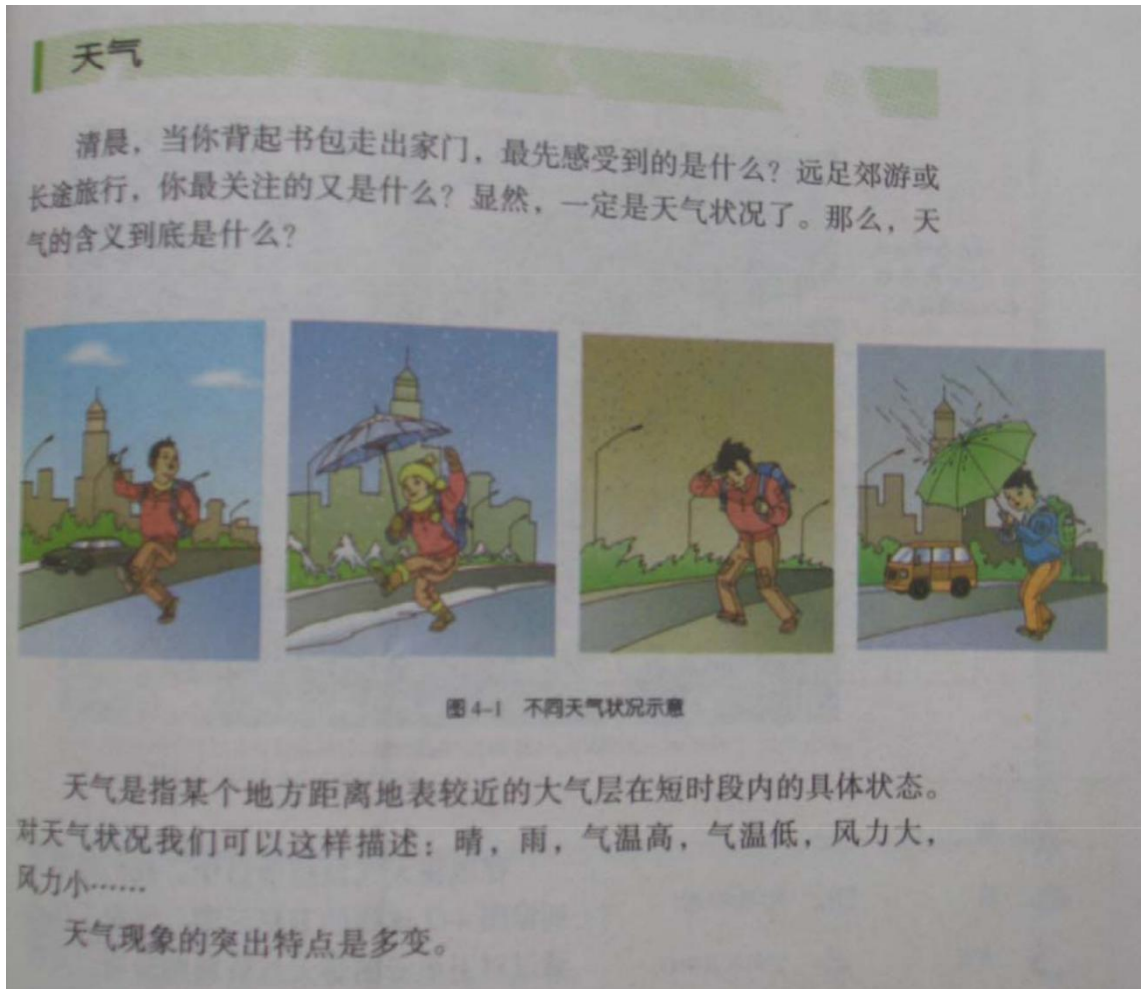 天气
清晨，当你背起书包走出家门，最先感受到的是什么？远足郊游或
长途旅行，你最关注的又是什么？显然，一定是天气状况了。那么，天
气的含义到底是什么？
图4-1 不同天气状况示意
天气是指某个地方距离地表较近的大气层在短时段内的具体状态。
对天气状况我们可以这样描述：晴，雨，气温高，气温低，风力大，
风力小……
天气现象的突出特点是多变。